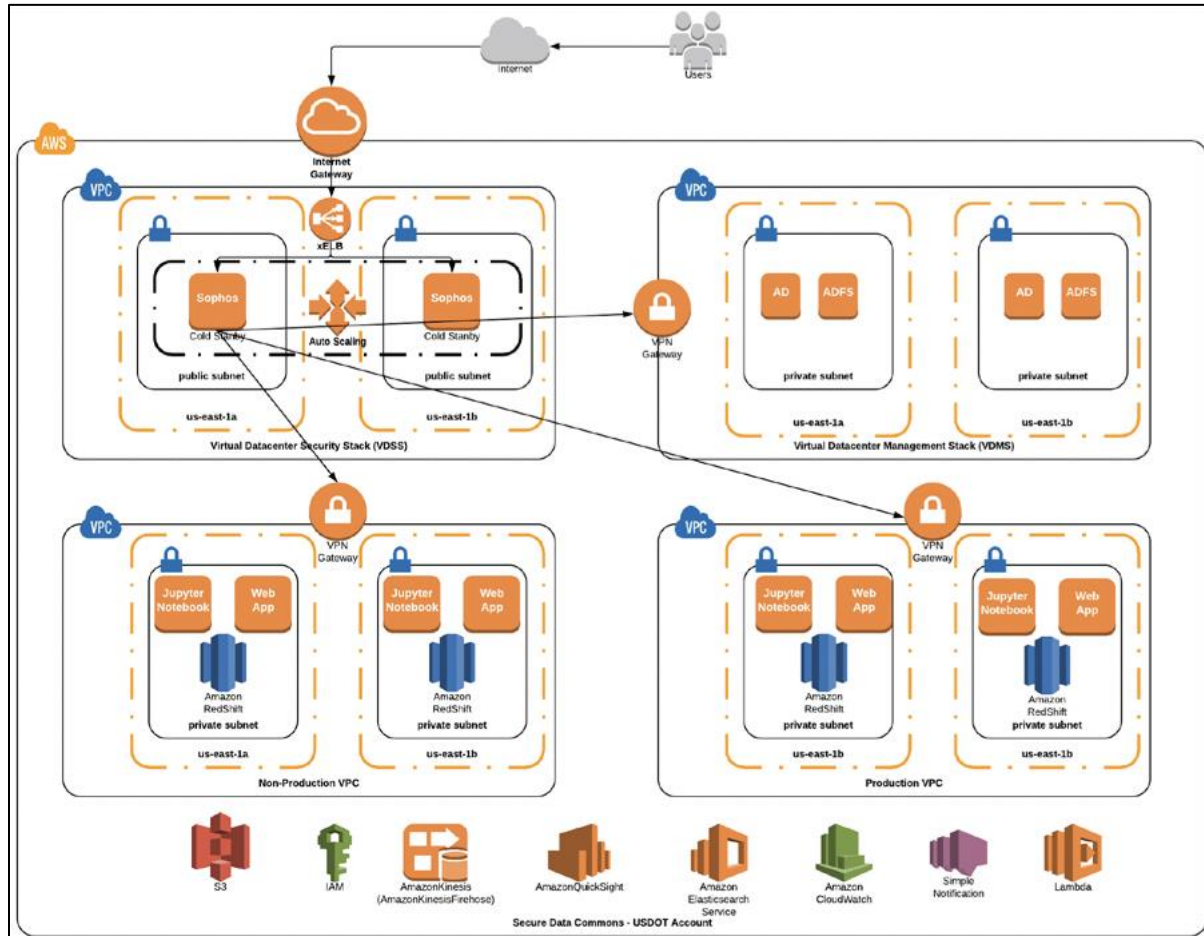 Internet
Users
AWS
Internet
Gateway
VPC
xELB
Sophos
Cold Stanby
Auto Scaling
Sophos
Cold Stanby
public subnet
public subnet
us-east-1a
us-east-1b
Virtual Datacenter Security Stack (VDSS)
VPC
VPN
Gateway
AD
ADFS
AD
ADFS
private subnet
private subnet
us-east-1a
us-east-1b
Virtual Datacenter Management Stack (VDMS)
VPC
VPN
Gateway
Jupyter
Notebook
Web
App
Amazon
RedShift
private subnet
us-east-1a
Jupyter
Notebook
Web
App
Amazon
RedShift
private subnet
us-east-1b
Non-Production VPC
VPC
VPN
Gateway
Jupyter
Notebook
Web
App
Amazon
RedShift
private subnet
us-east-1b
Jupyter
Notebook
Web
App
Amazon
RedShift
private subnet
us-east-1b
Production VPC
S3
IAM
AmazonKinesis
(AmazonKinesisFirehose)
AmazonQuickSight
Amazon
Elasticsearch
Service
Amazon
CloudWatch
Simple
Notification
Lambda
Secure Data Commons - USDOT Account